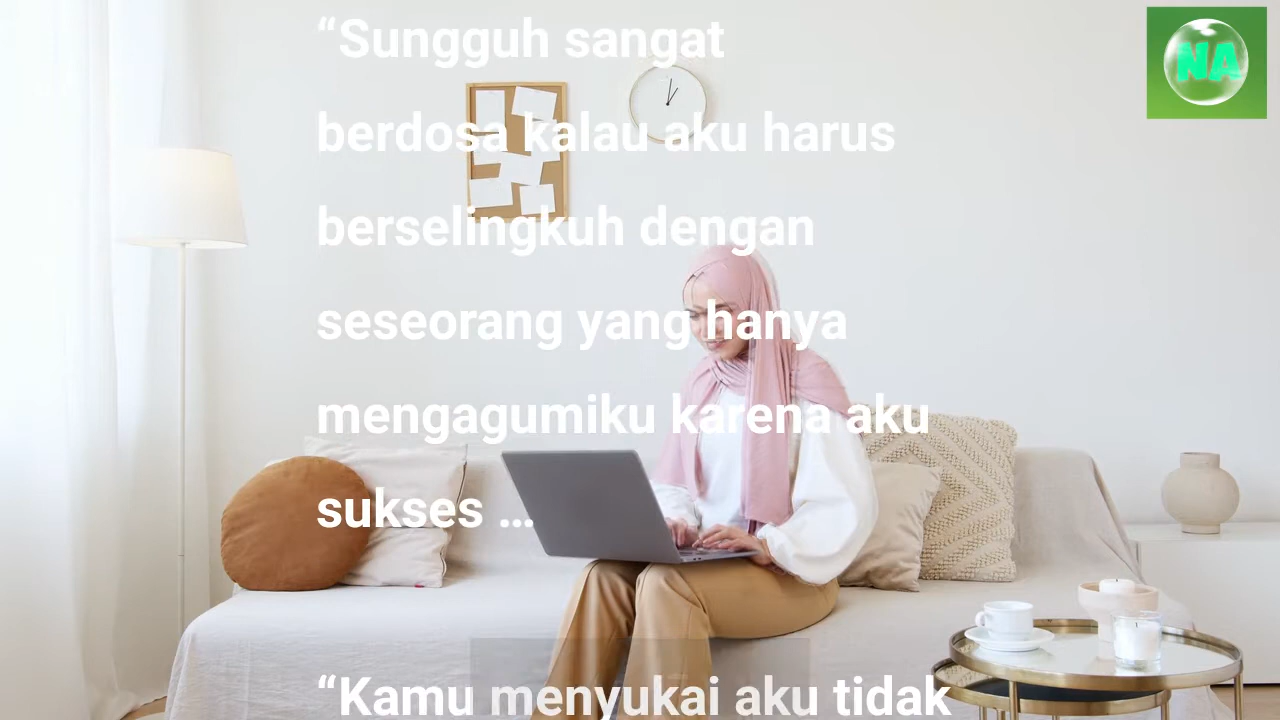 NA
“Sungguh sangat
berdosa kalau aku harus
berselingkuh dengan
seseorang yang hanya
mengagumiku karena aku
sukses ...
“Kamu menyukai aku tidak